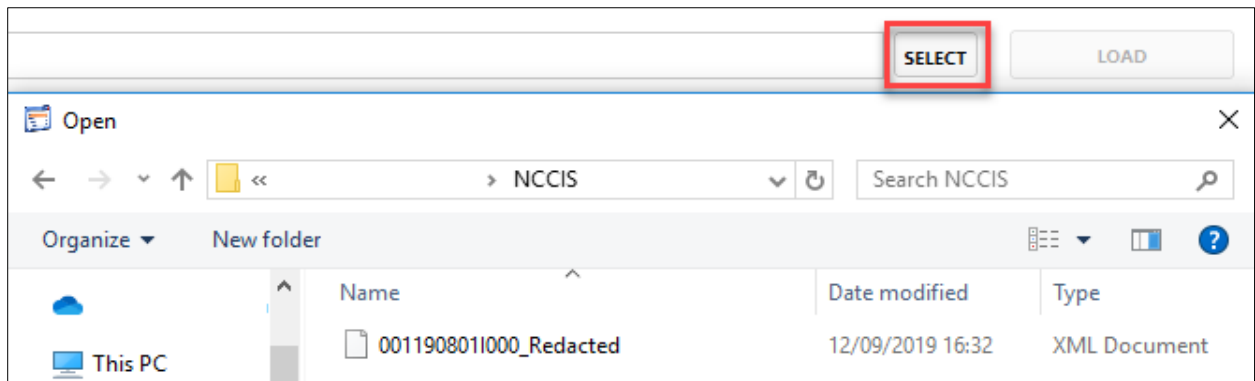 SELECT LOAD
Open
« > NCCIS Search NCCIS
Organize New folder
Name Date modified Type
001190801I000_Redacted 12/09/2019 16:32 XML Document
This PC